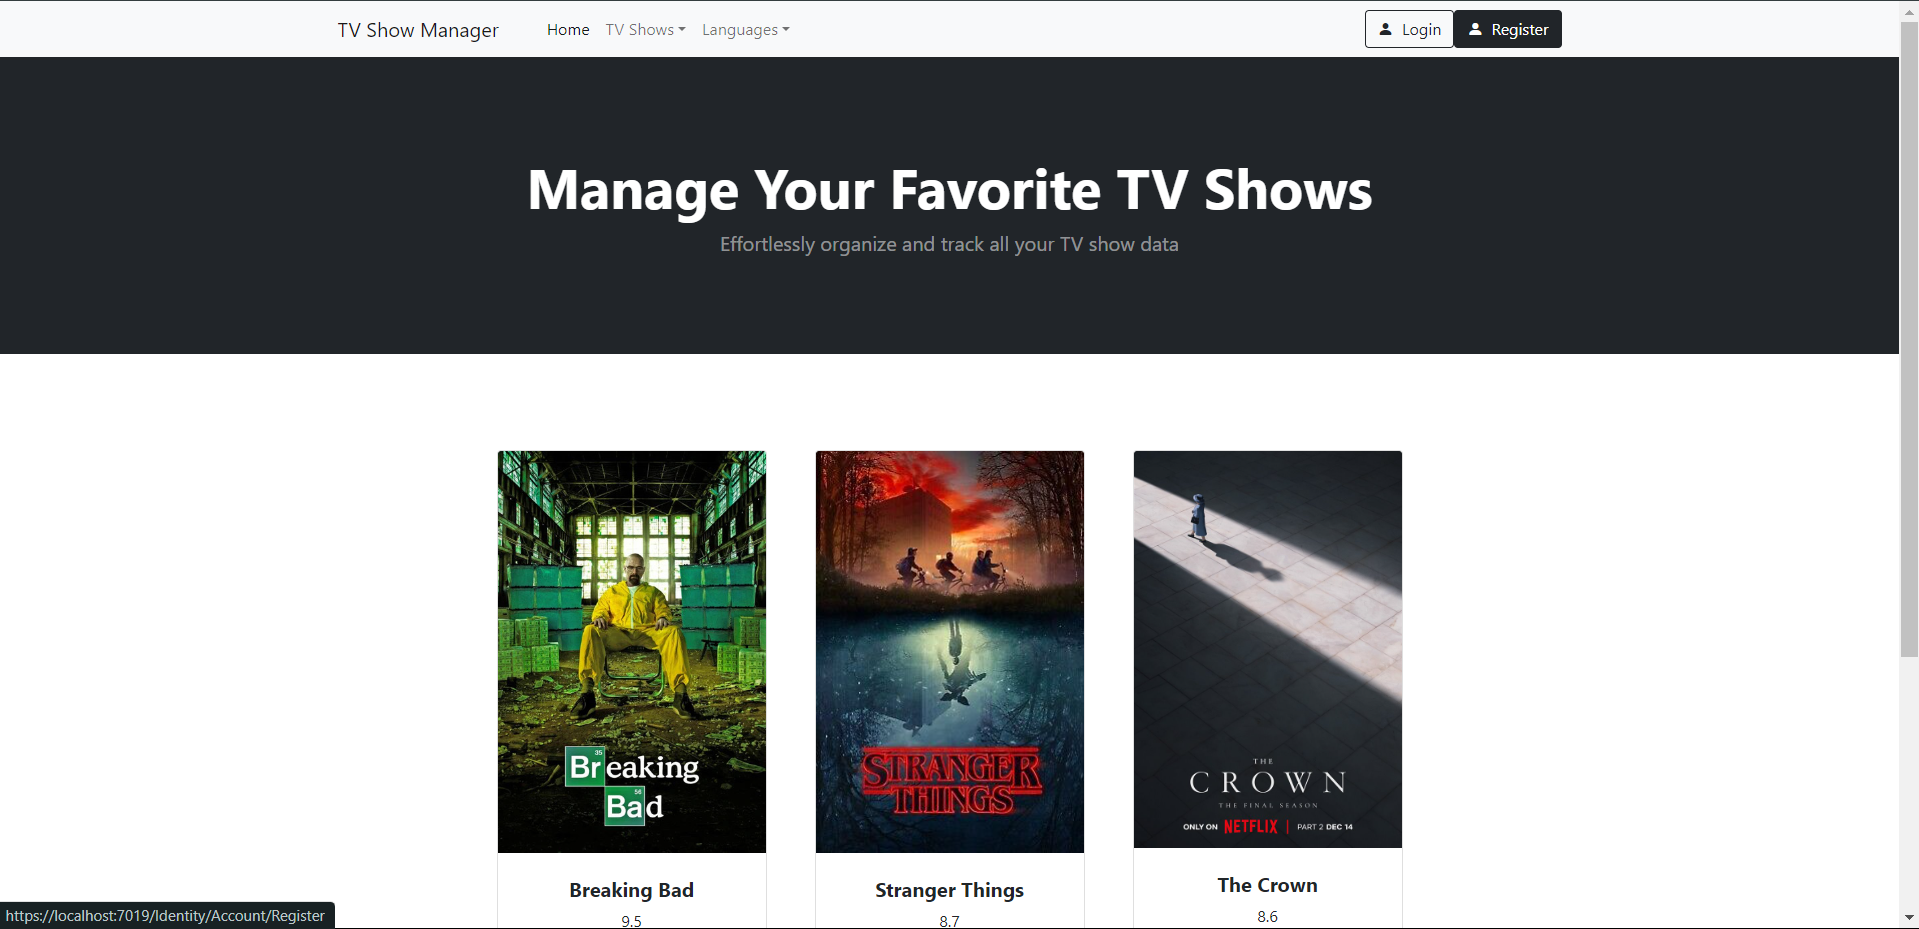 TV Show Manager Home TV Shows Languages Login Register
Manage Your Favorite TV Shows
Effortlessly organize and track all your TV show data
35
Breaking
56
Bad
STRANGER
THINGS
THE
CROWN
THE FINAL SEASON
ONLY ON NETFLIX | PART 2 DEC 14
Breaking Bad
9.5
Stranger Things
8.7
The Crown
8.6
https://localhost:7019/Identity/Account/Register